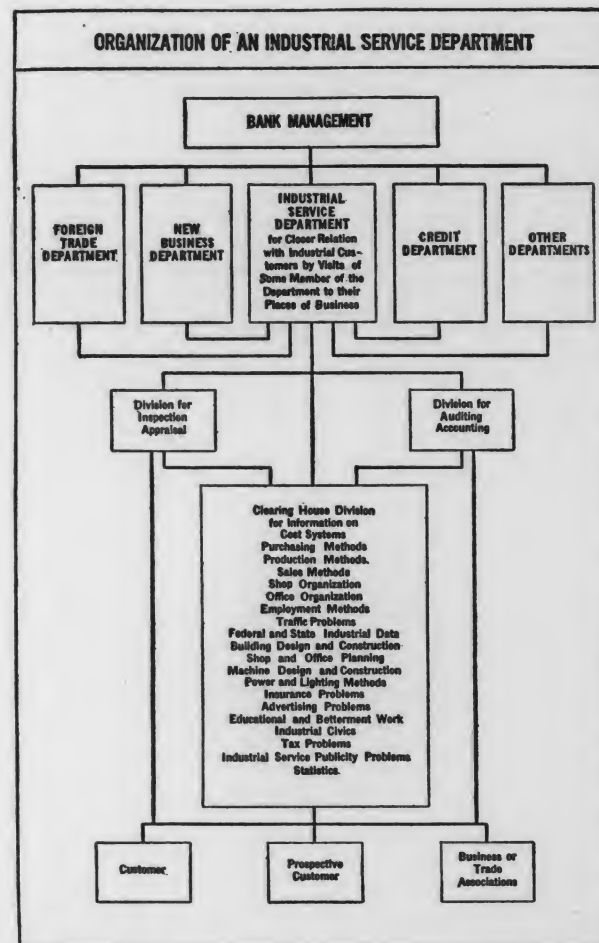 ORGANIZATION OF AN INDUSTRIAL SERVICE DEPARTMENT
BANK MANAGEMENT
FOREIGN
TRADE
DEPARTMENT
NEW
BUSINESS
DEPARTMENT
INDUSTRIAL
SERVICE
DEPARTMENT
for Closer Relation
with Industrial Cus-
tomers by Visits of
Some Member of the
Department to their
Places of Business
CREDIT
DEPARTMENT
OTHER
DEPARTMENTS
Division for
Inspection
Appraisal
Division for
Auditing
Accounting
Clearing House Division
for Information on
Cost Systems
Purchasing Methods
Production Methods.
Sales Methods
Shop Organization
Office Organization
Employment Methods
Traffic Problems
Federal and State Industrial Data
Building Design and Construction
Shop and Office Planning
Machine Design and Construction
Power and Lighting Methods
Insurance Problems
Advertising Problems
Educational and Betterment Work
Industrial Civics
Tax Problems
Industrial Service Publicity Problems
Statistics.
Customer
Prospective
Customer
Business or
Trade
Associations